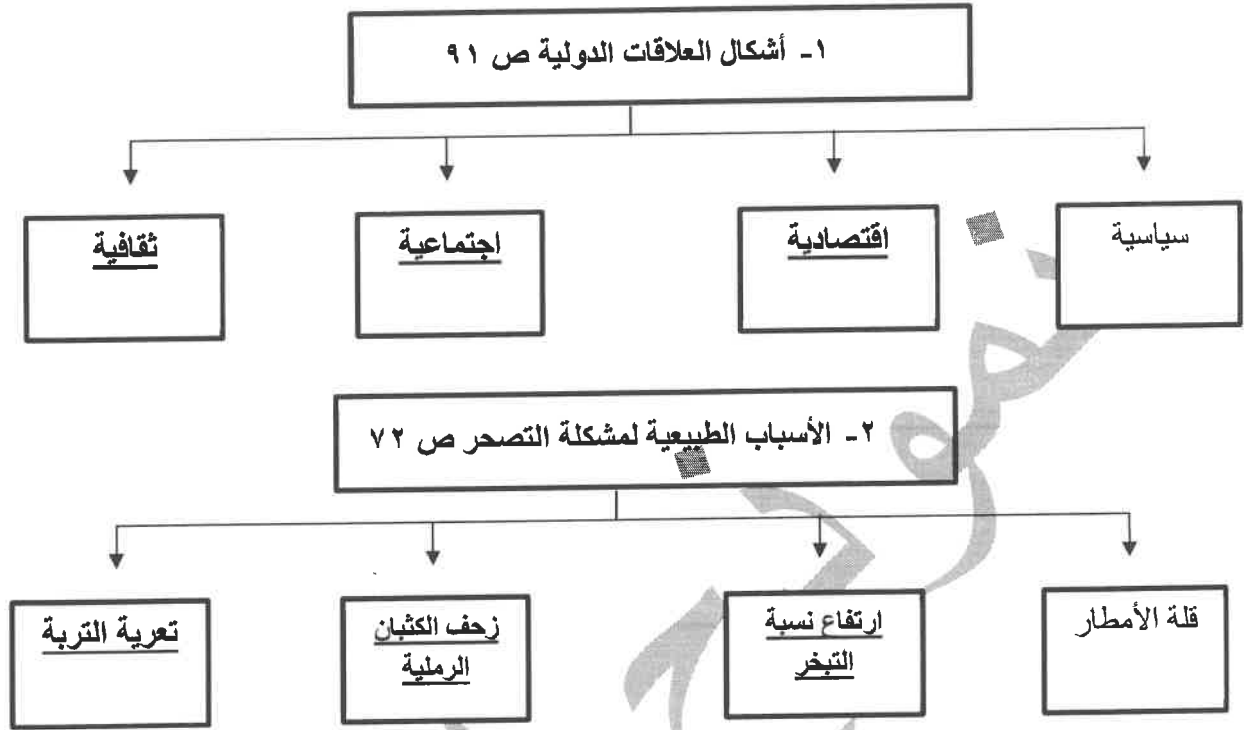 ١- أشكال العلاقات الدولية ص ٩١
سياسية
اقتصادية
اجتماعية
ثقافية
٢- الأسباب الطبيعية لمشكلة التصحر ص ٧٢
قلة الأمطار
ارتفاع نسبة
التبخر
زحف الكثبان
الرملية
تعرية التربة